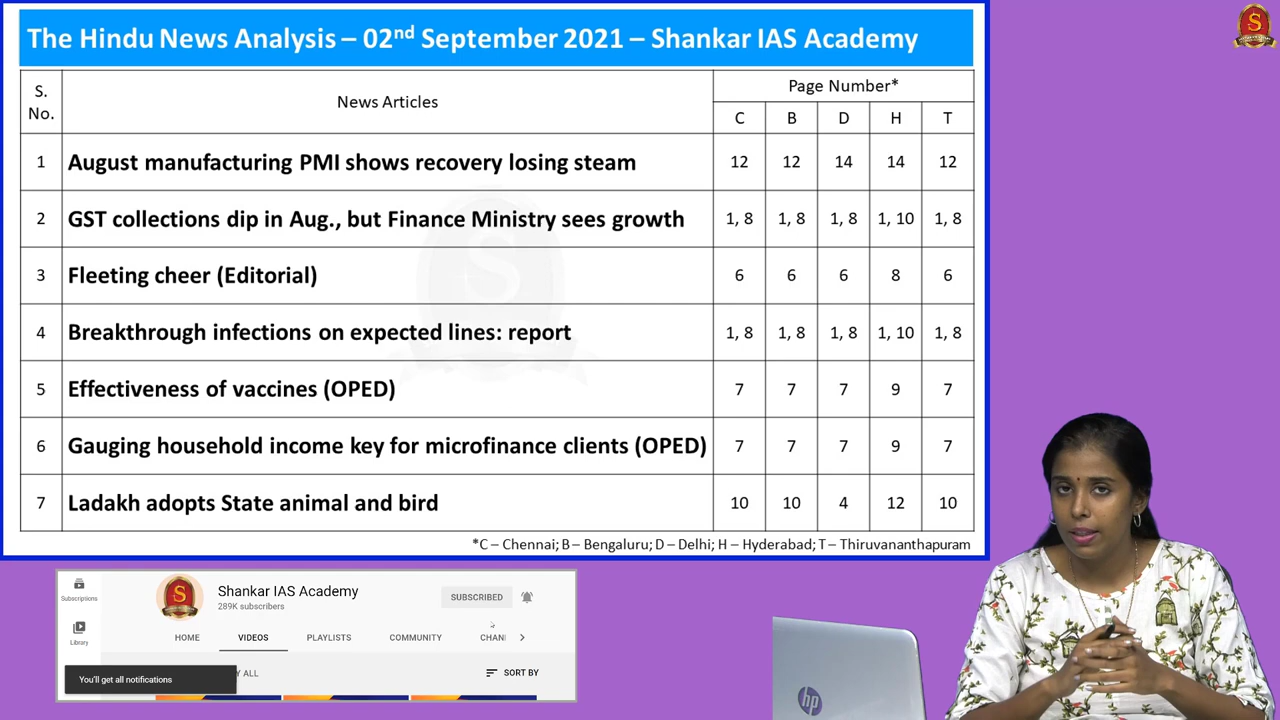 The Hindu News Analysis – 02nd September 2021 – Shankar IAS Academy
S. No. News Articles Page Number*
C B D H T
1 August manufacturing PMI shows recovery losing steam 12 12 14 14 12
2 GST collections dip in Aug., but Finance Ministry sees growth 1, 8 1, 8 1, 8 1, 10 1, 8
3 Fleeting cheer (Editorial) 6 6 6 8 6
4 Breakthrough infections on expected lines: report 1, 8 1, 8 1, 8 1, 10 1, 8
5 Effectiveness of vaccines (OPED) 7 7 7 9 7
6 Gauging household income key for microfinance clients (OPED) 7 7 7 9 7
7 Ladakh adopts State animal and bird 10 10 4 12 10
*C – Chennai; B – Bengaluru; D – Delhi; H – Hyderabad; T – Thiruvananthapuram
Subscriptions
Library
Shankar IAS Academy
289K subscribers
SUBSCRIBED
HOME VIDEOS PLAYLISTS COMMUNITY CHAN
Y ALL SORT BY
You'll get all notifications
hp
S